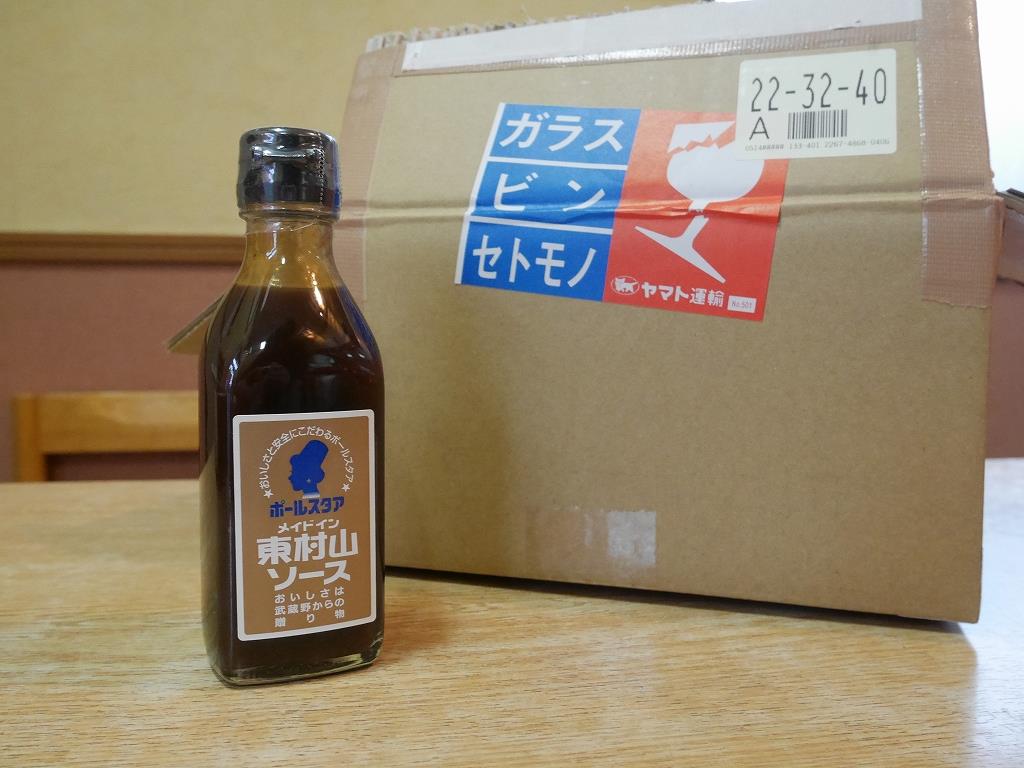 ★おいしさと安全にこだわるポールスタア★
ポールスタア
メイドイン
東村山
ソース
おいしさは
武蔵野からの
贈り物
ガラス
ビン
セトモノ
ヤマト運輸
No.501
22-32-40
A